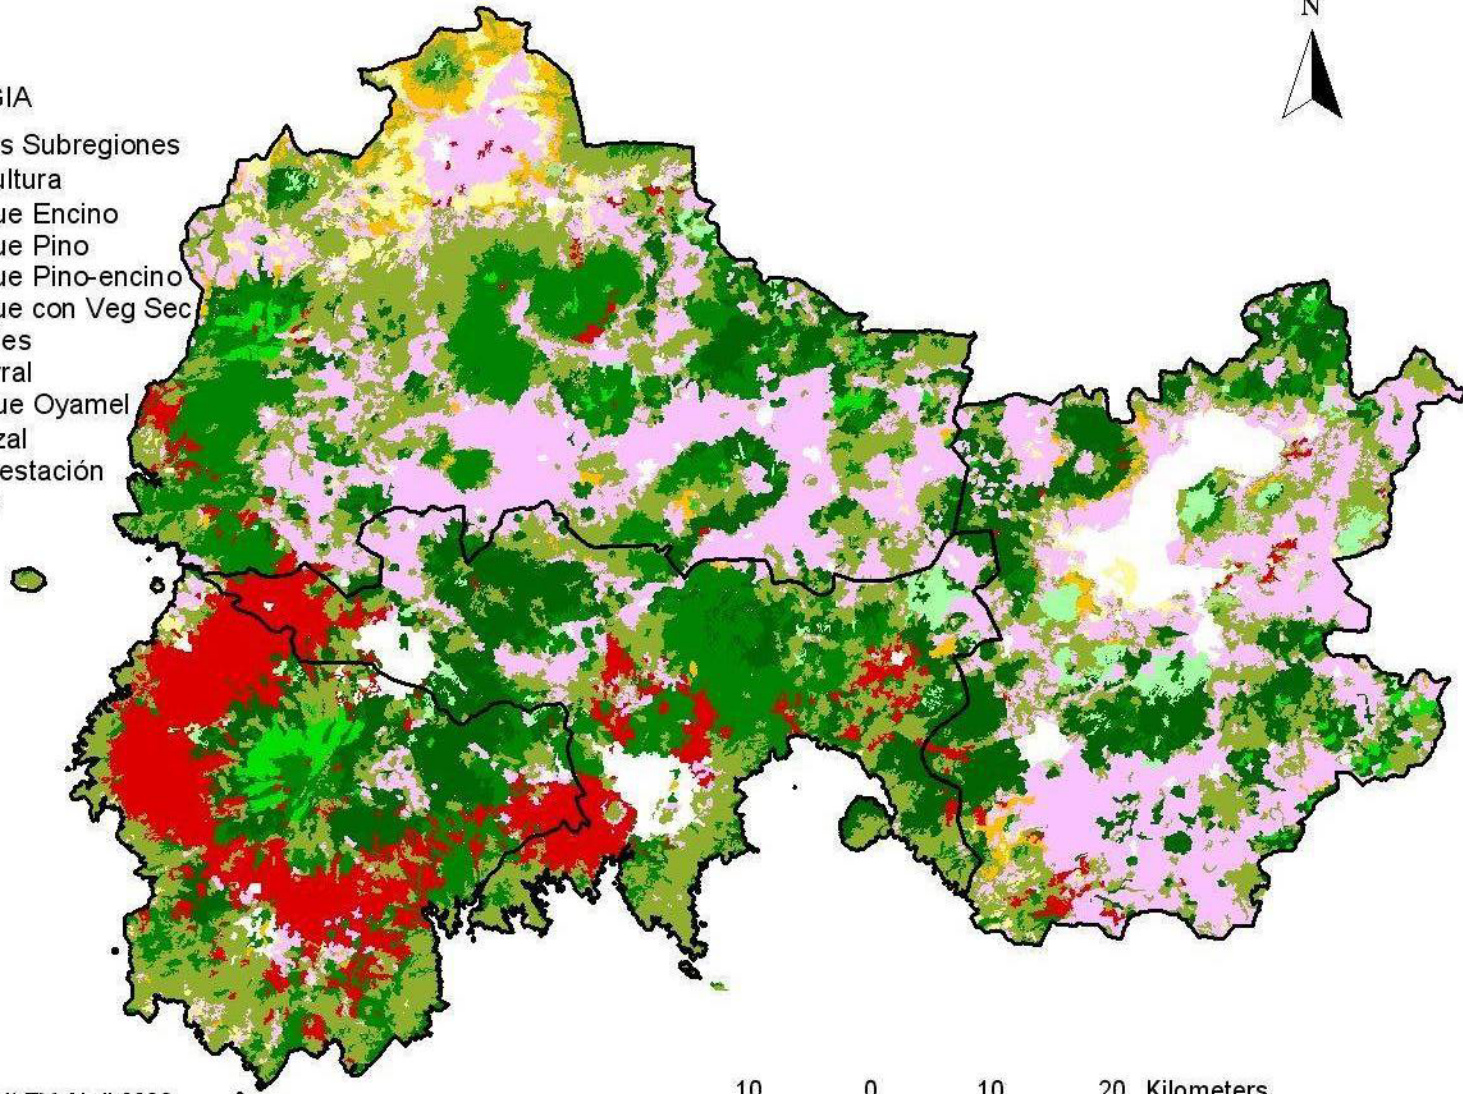 N
GIA
s Subregiones
ultura
ue Encino
ue Pino
ue Pino-encino
ue con Veg Sec
es
rral
ue Oyamel
zal
estación
10 0 10 20 Kilometers